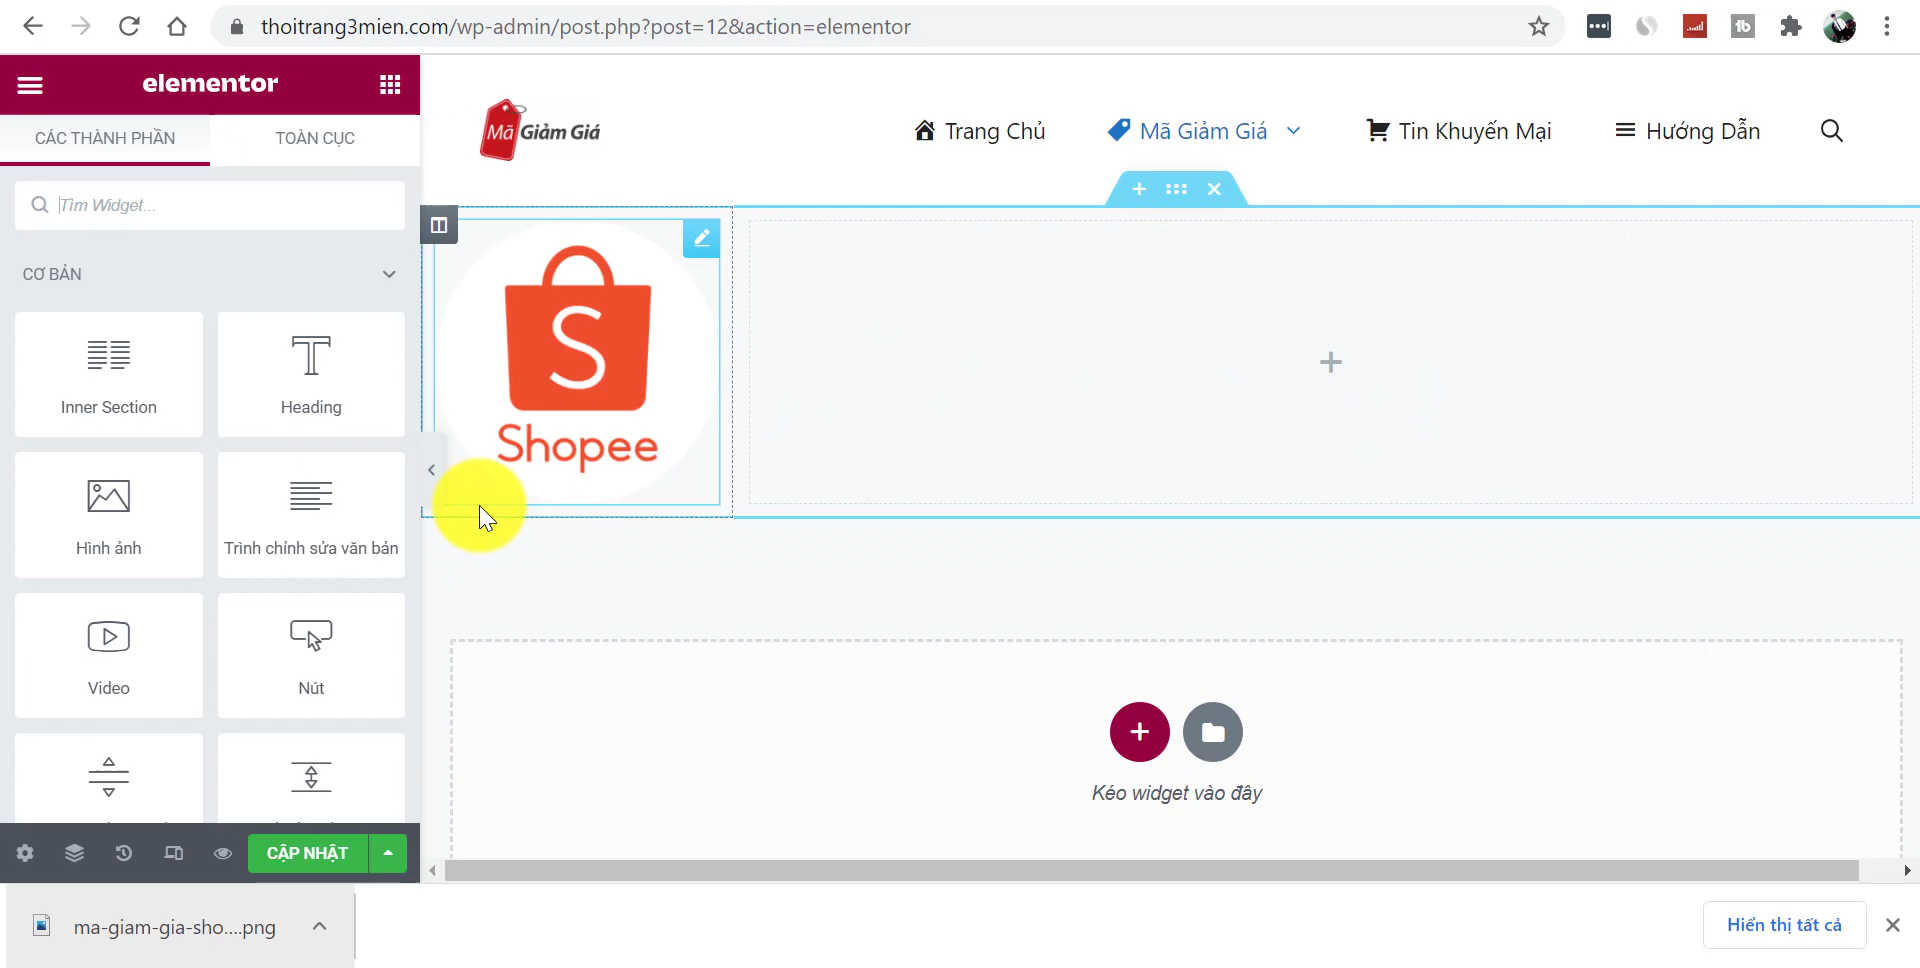 thoitrang3mien.com/wp-admin/post.php?post=12&action=elementor
elementor
CÁC THÀNH PHẦN
TOÀN CỤC
Tìm Widget...
CƠ BẢN
Inner Section
Heading
Hình ảnh
Trình chỉnh sửa văn bản
Video
Nút
CẬP NHẬT
Mã Giảm Giá
Trang Chủ
Mã Giảm Giá
Tin Khuyến Mại
Hướng Dẫn
S
Shopee
Kéo widget vào đây
ma-giam-gia-sho....png
Hiển thị tất cả